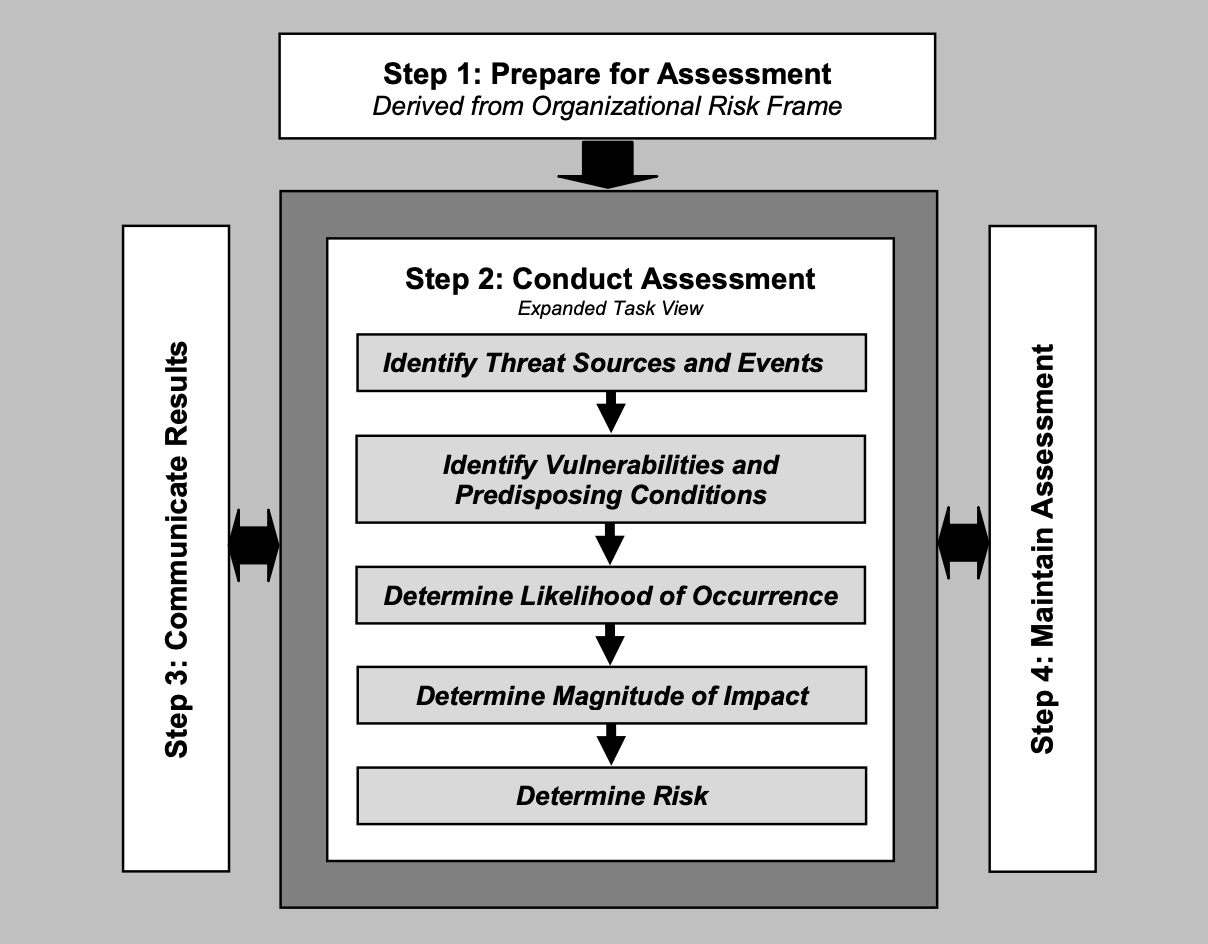 Step 1: Prepare for Assessment
Derived from Organizational Risk Frame
Step 2: Conduct Assessment
Expanded Task View
Identify Threat Sources and Events
Identify Vulnerabilities and
Predisposing Conditions
Determine Likelihood of Occurrence
Determine Magnitude of Impact
Determine Risk
Step 3: Communicate Results
Step 4: Maintain Assessment